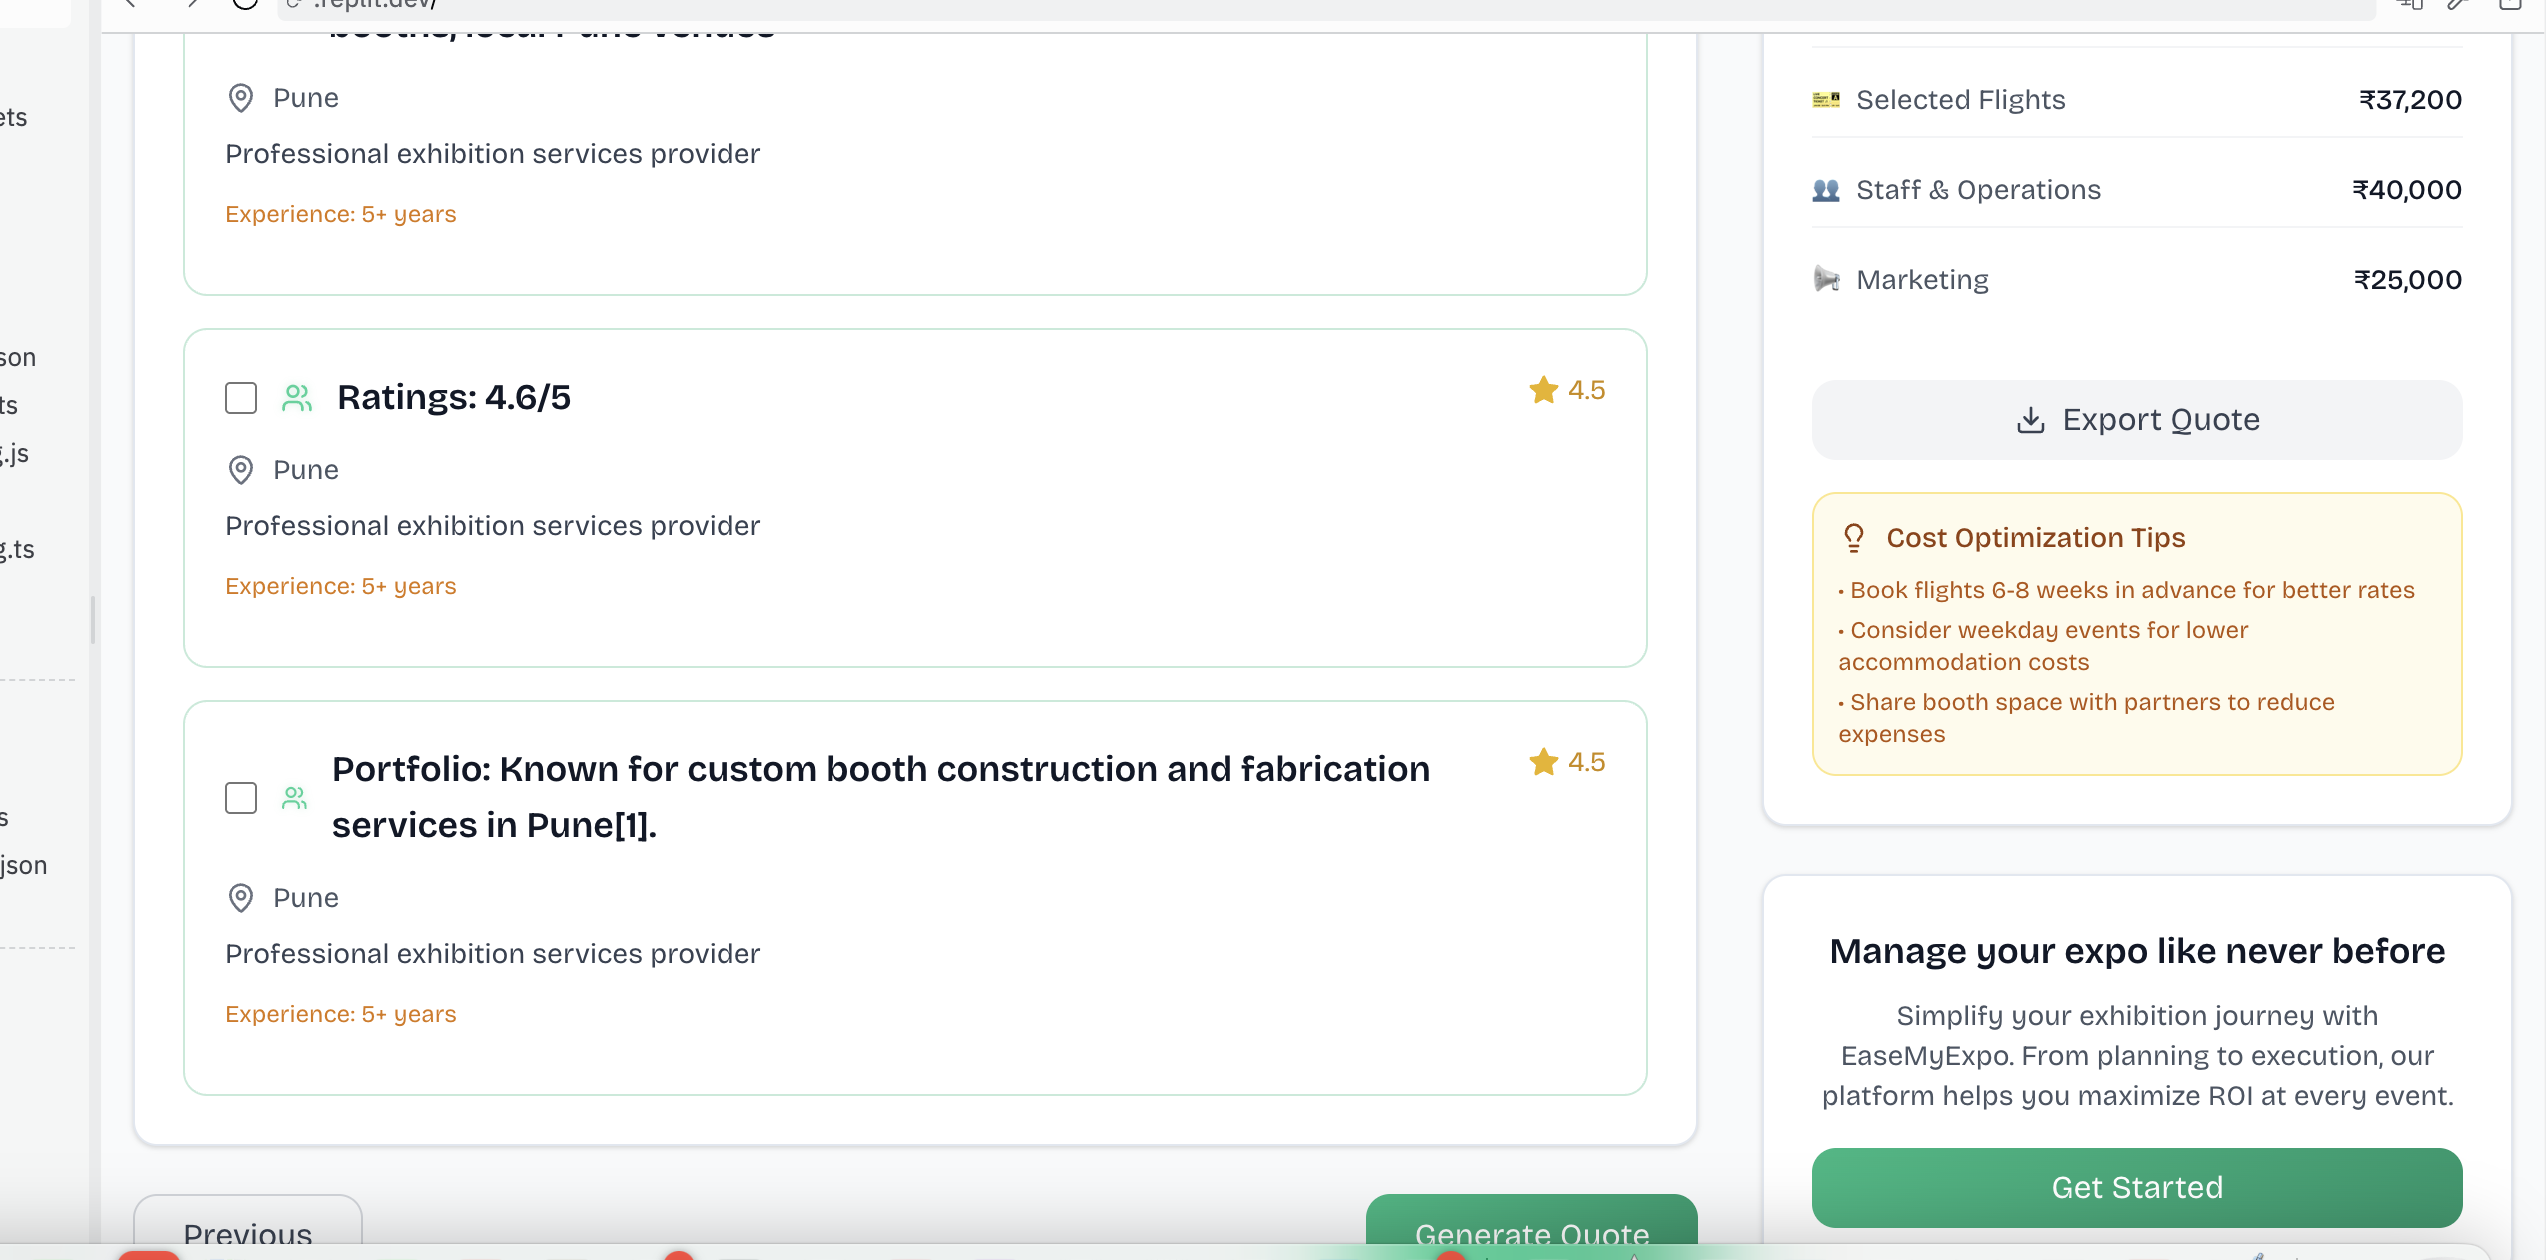 .replit.dev/
ets
son
ts
g.js
g.ts
s
json
booths, local Pune venues
Pune
Professional exhibition services provider
Experience: 5+ years
Ratings: 4.6/5
4.5
Pune
Professional exhibition services provider
Experience: 5+ years
Portfolio: Known for custom booth construction and fabrication
services in Pune[1].
4.5
Pune
Professional exhibition services provider
Experience: 5+ years
Previous
Generate Quote
Selected Flights ₹37,200
Staff & Operations ₹40,000
Marketing ₹25,000
Export Quote
Cost Optimization Tips
• Book flights 6-8 weeks in advance for better rates
• Consider weekday events for lower
accommodation costs
• Share booth space with partners to reduce
expenses
Manage your expo like never before
Simplify your exhibition journey with
EaseMyExpo. From planning to execution, our
platform helps you maximize ROI at every event.
Get Started